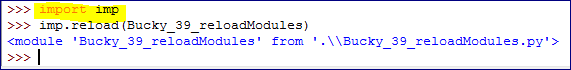 >>> import imp
>>> imp.reload(Bucky_39_reloadModules)
<module 'Bucky_39_reloadModules' from '.\\Bucky_39_reloadModules.py'>
>>>